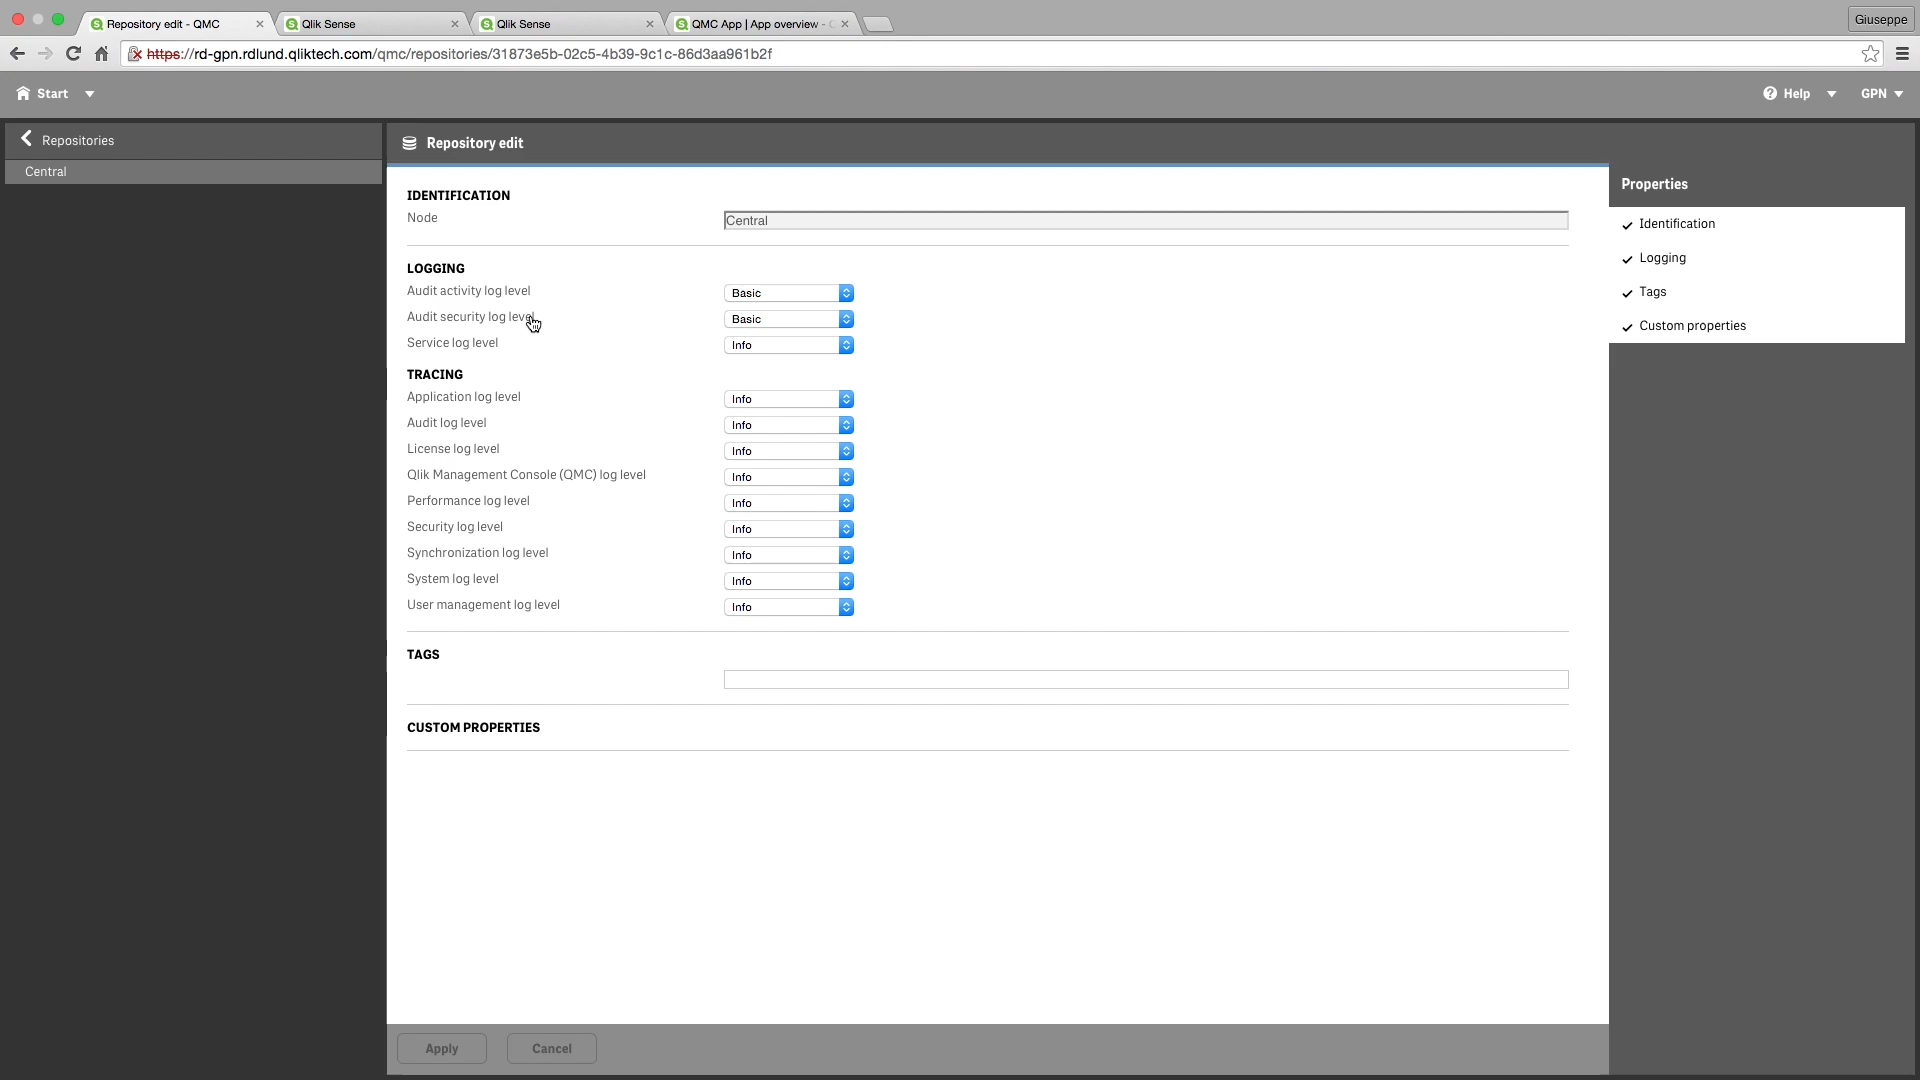 Repository edit - QMC
Qlik Sense
Qlik Sense
QMC App | App overview -
Giuseppe
https://rd-gpn.rdlund.qliktech.com/qmc/repositories/31873e5b-02c5-4b39-9c1c-86d3aa961b2f
Start
Help
GPN
Repositories
Central
Repository edit
IDENTIFICATION
Node
Central
LOGGING
Audit activity log level
Basic
Audit security log level
Basic
Service log level
Info
TRACING
Application log level
Info
Audit log level
Info
License log level
Info
Qlik Management Console (QMC) log level
Info
Performance log level
Info
Security log level
Info
Synchronization log level
Info
System log level
Info
User management log level
Info
TAGS
CUSTOM PROPERTIES
Apply
Cancel
Properties
Identification
Logging
Tags
Custom properties